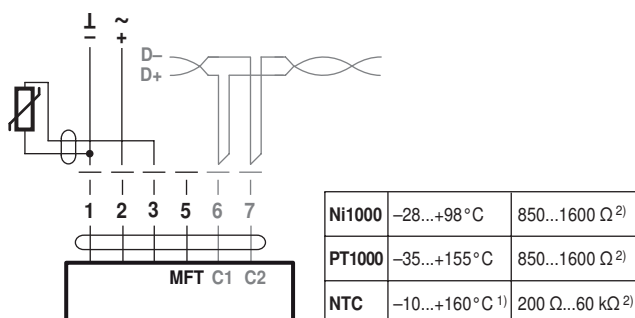 ⊥ ~
− +
D–
D+
1 2 3 5 6 7
MFT C1 C2
Ni1000 –28...+98°C 850...1600 Ω 2)
PT1000 –35...+155°C 850...1600 Ω 2)
NTC –10...+160°C 1) 200 Ω...60 kΩ 2)